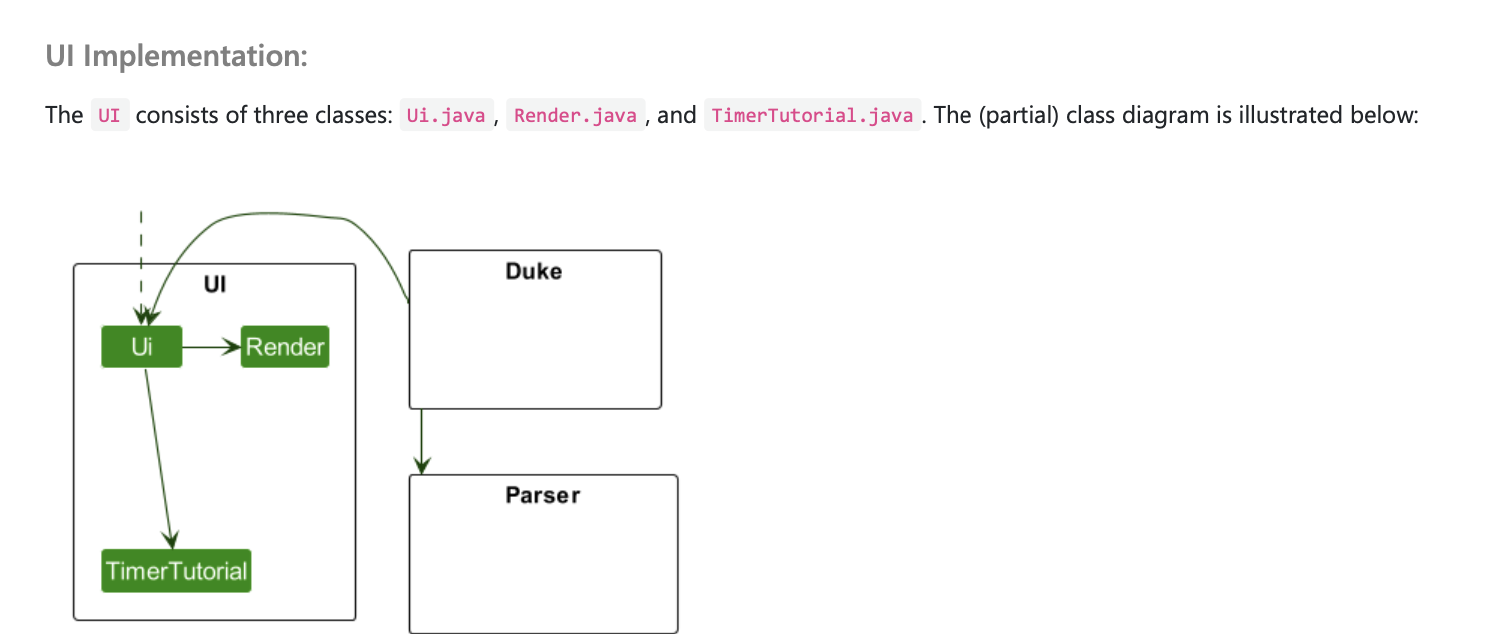 UI Implementation:
The UI consists of three classes: Ui.java, Render.java, and TimerTutorial.java. The (partial) class diagram is illustrated below:
Duke
UI
Ui
Render
Parser
TimerTutorial